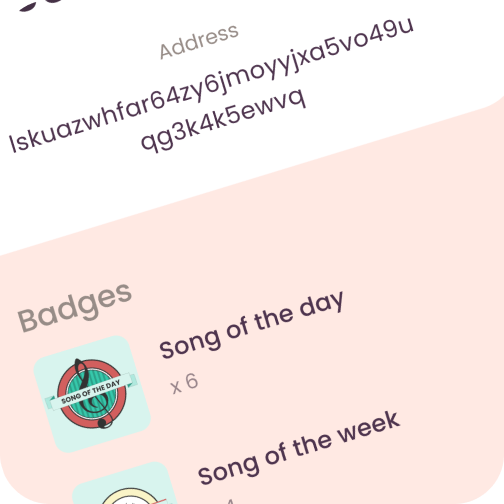 Address
lskuazwhfar64zy6jmoyyjxa5vo49u
qg3k4k5ewvq
Badges
Song of the day
x 6
SONG OF THE DAY
Song of the week